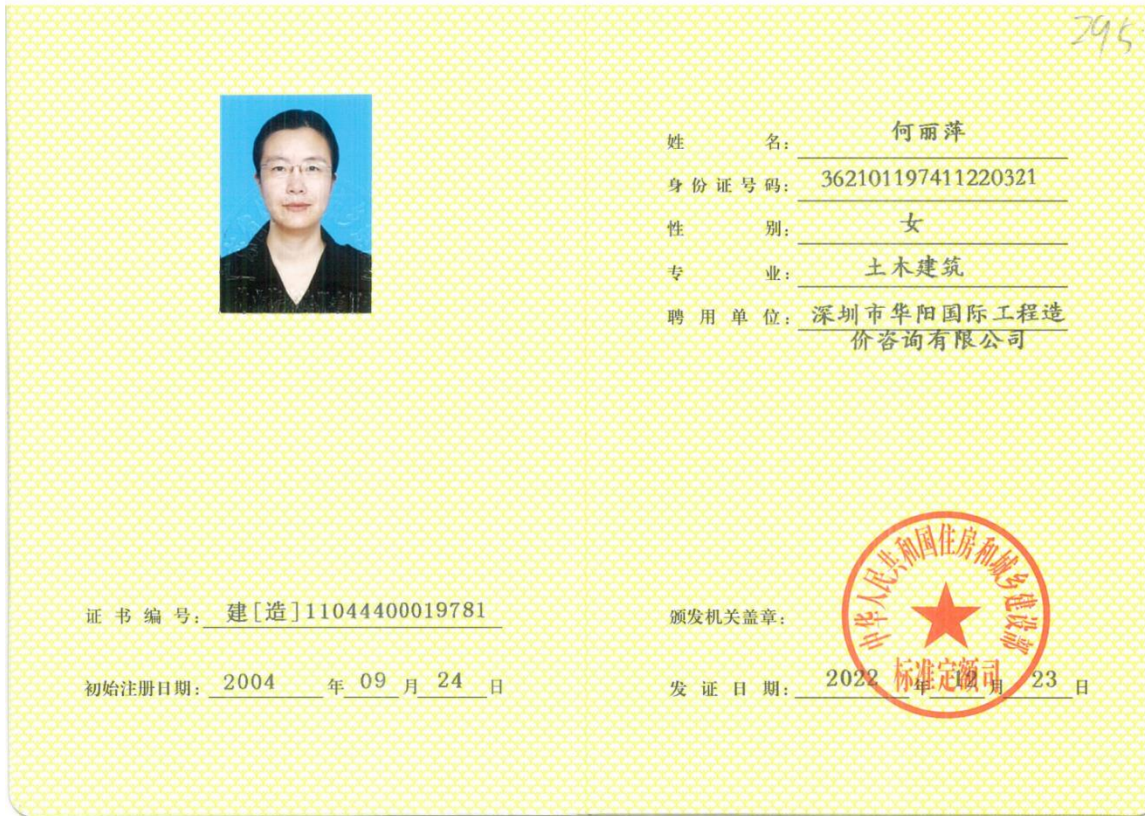 295
姓名: 何丽萍
身份证号码: 362101197411220321
性别: 女
专业: 土木建筑
聘用单位: 深圳市华阳国际工程造
价咨询有限公司
证书编号: 建[造]11044400019781
初始注册日期: 2004 年 09 月 24 日
颁发机关盖章:
中华人民共和国住房和城乡建设部
标准定额司
发证日期: 2022 年 12 月 23 日